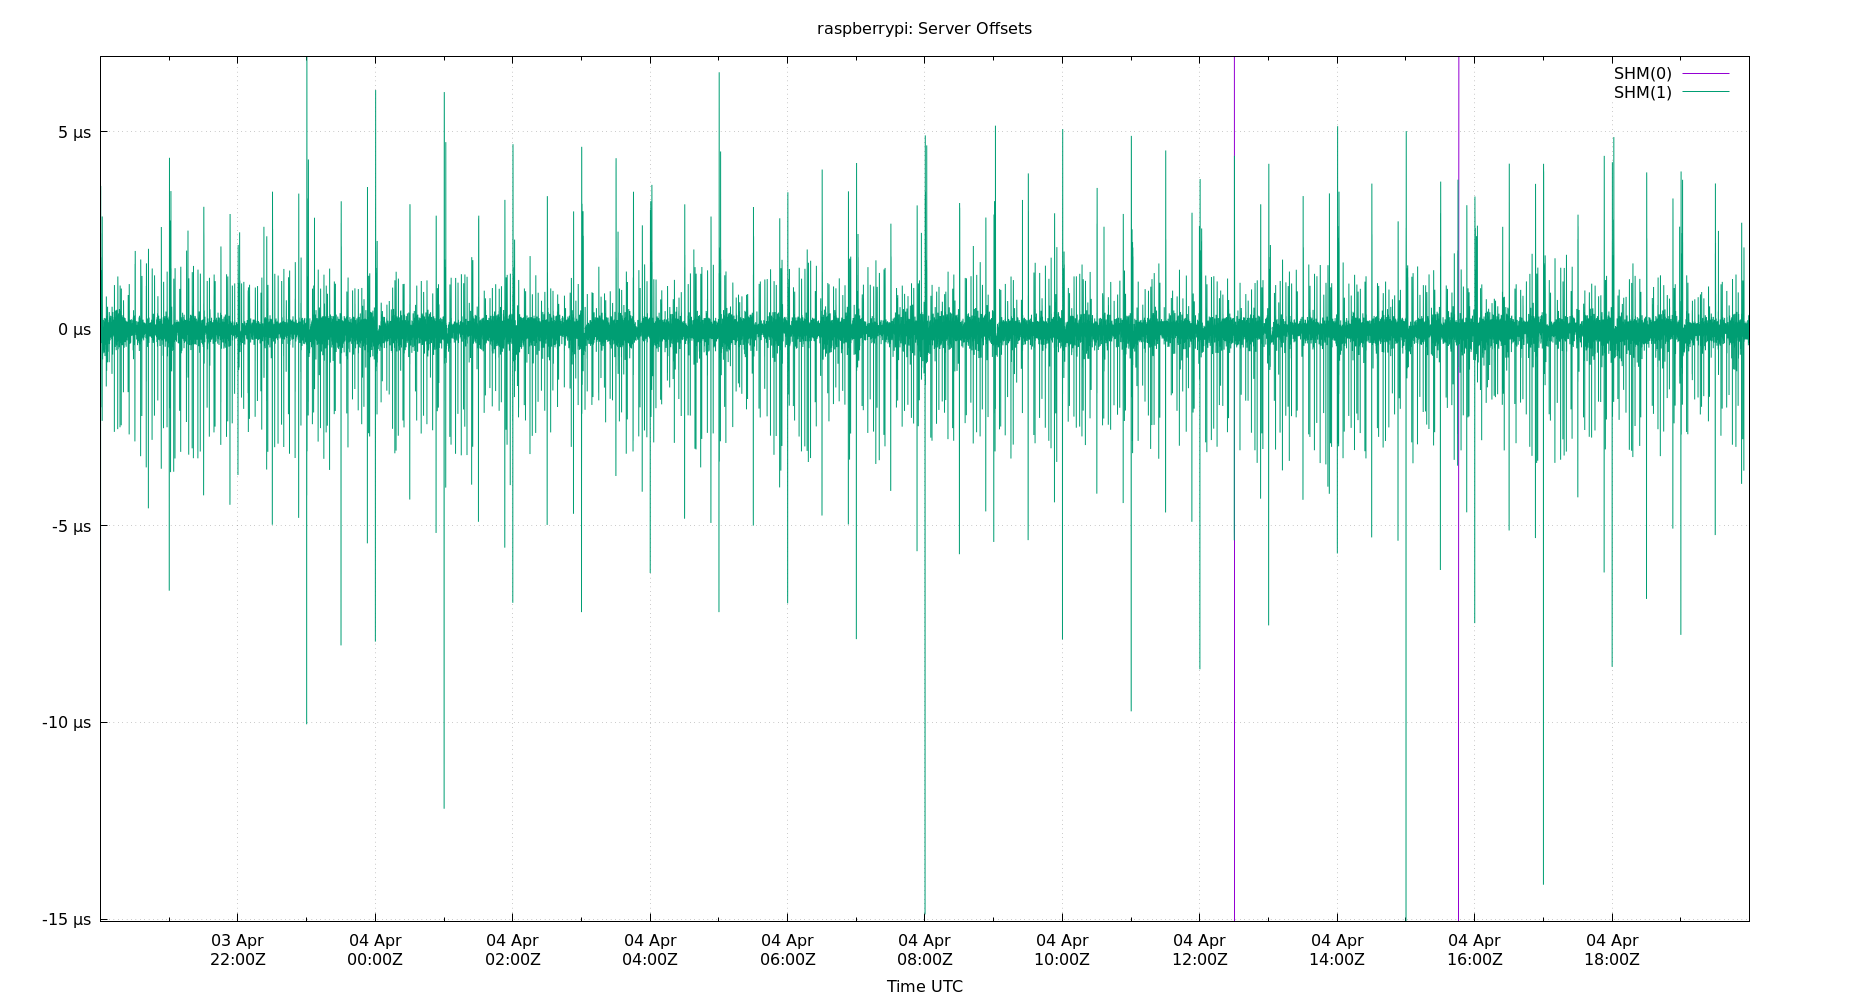 raspberrypi: Server Offsets
SHM(0)
SHM(1)
5 µs
0 µs
-5 µs
-10 µs
-15 µs
03 Apr 04 Apr 04 Apr 04 Apr 04 Apr 04 Apr 04 Apr 04 Apr 04 Apr 04 Apr 04 Apr
22:00Z 00:00Z 02:00Z 04:00Z 06:00Z 08:00Z 10:00Z 12:00Z 14:00Z 16:00Z 18:00Z
Time UTC